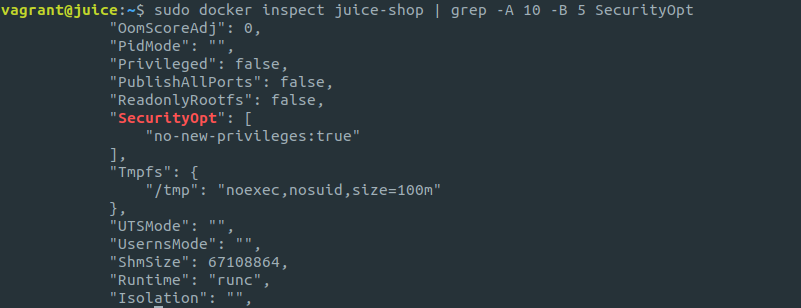 vagrant@juice:~$ sudo docker inspect juice-shop | grep -A 10 -B 5 SecurityOpt
            "OomScoreAdj": 0,
            "PidMode": "",
            "Privileged": false,
            "PublishAllPorts": false,
            "ReadonlyRootfs": false,
            "SecurityOpt": [
                "no-new-privileges:true"
            ],
            "Tmpfs": {
                "/tmp": "noexec,nosuid,size=100m"
            },
            "UTSMode": "",
            "UsernsMode": "",
            "ShmSize": 67108864,
            "Runtime": "runc",
            "Isolation": "",